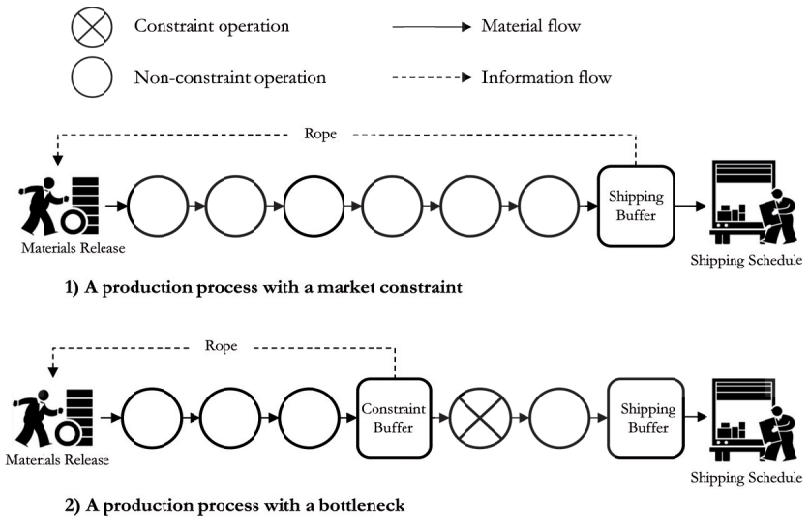 Constraint operation
Material flow
Non-constraint operation
Information flow
Rope
Shipping
Buffer
Materials Release
Shipping Schedule
1) A production process with a market constraint
Rope
Constraint
Buffer
Shipping
Buffer
Materials Release
Shipping Schedule
2) A production process with a bottleneck